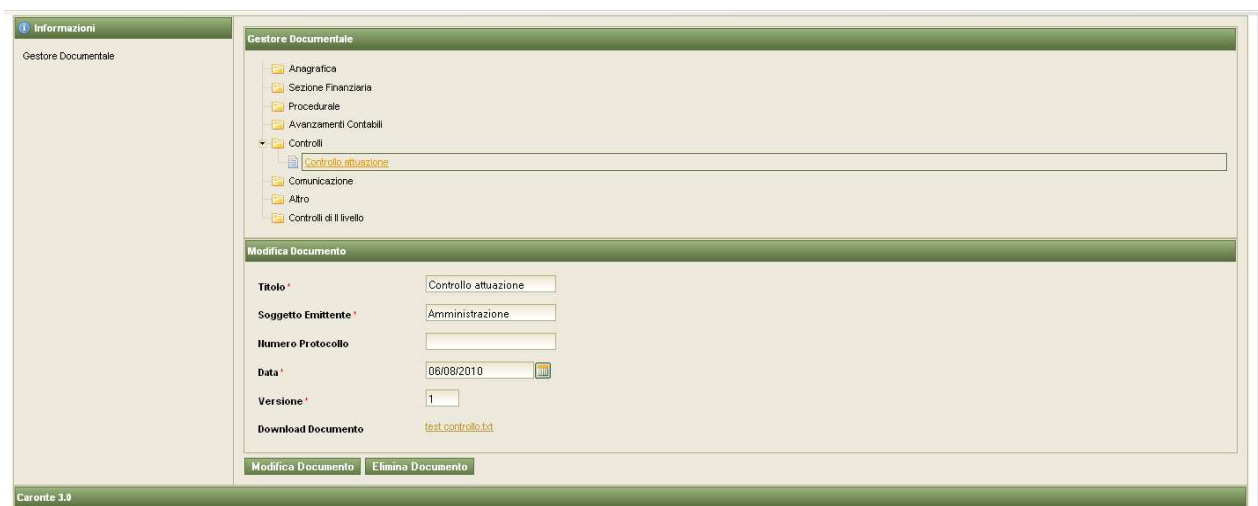 Informazioni
Gestore Documentale
Gestore Documentale
Anagrafica
Sezione Finanziaria
Procedurale
Avanzamenti Contabili
Controlli
Controllo attuazione
Comunicazione
Altro
Controlli di II livello
Modifica Documento
Titolo * Controllo attuazione
Soggetto Emittente * Amministrazione
Numero Protocollo
Data * 06/08/2010
Versione * 1
Download Documento test controllo.txt
Modifica Documento Elimina Documento
Caronte 3.0